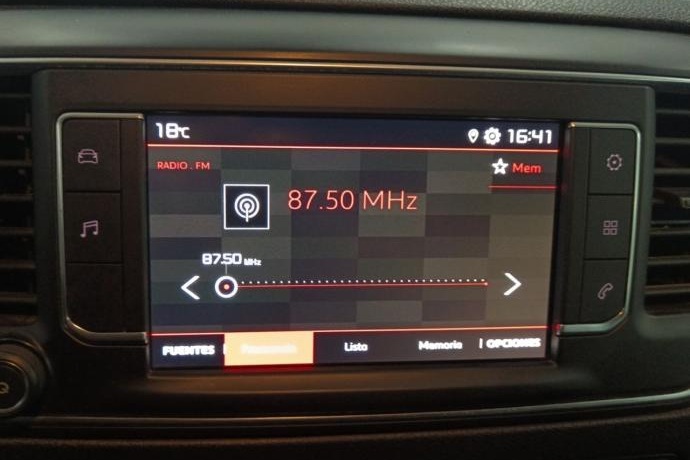 18°C 16:41
RADIO . FM
Mem
87.50 MHz
87.50 MHz
FUENTES Lista Memoria OPCIONES